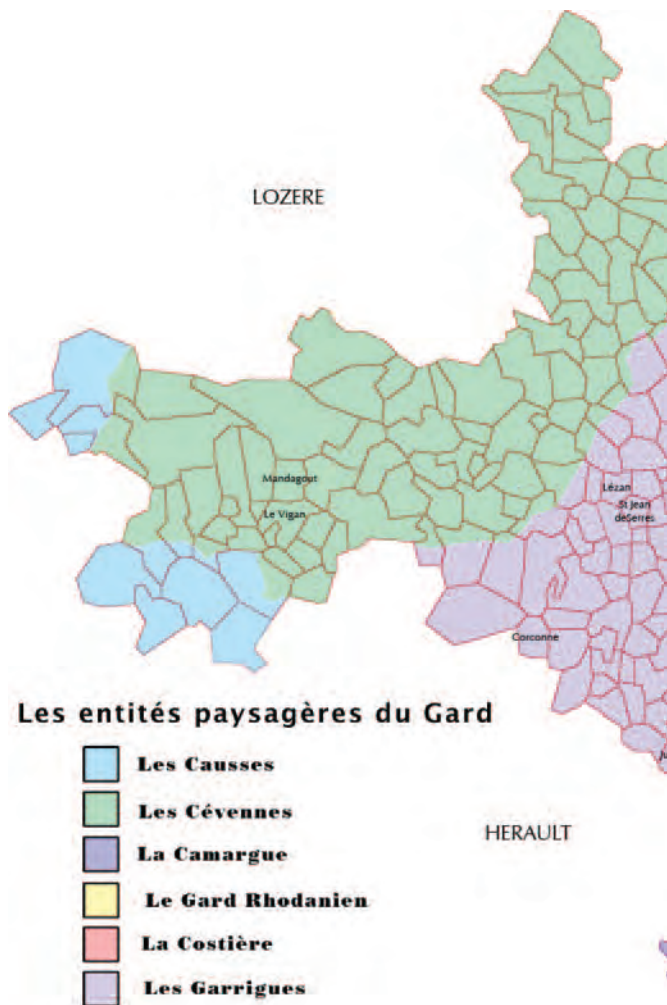 LOZERE
Mandagout
Le Vigan
Lézan
St Jean
deSerres
Corconne
Les entités paysagères du Gard
Les Causses
Les Cévennes
La Camargue
Le Gard Rhodanien
La Costière
Les Garrigues
HERAULT